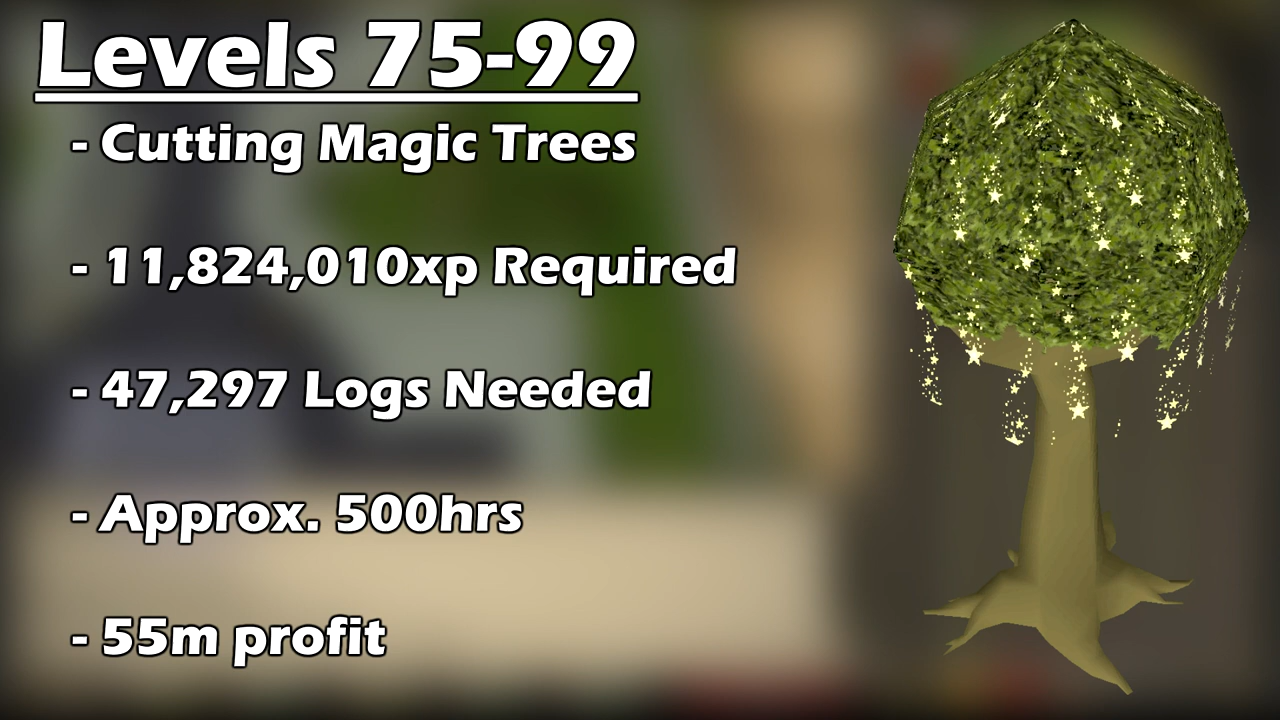 Levels 75-99
- Cutting Magic Trees
- 11,824,010xp Required
- 47,297 Logs Needed
- Approx. 500hrs
- 55m profit